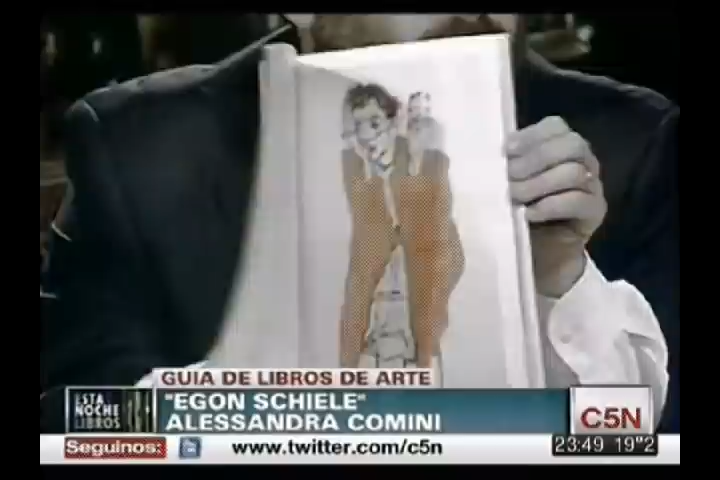 GUIA DE LIBROS DE ARTE
ESTA
NOCHE
LIBROS
"EGON SCHIELE"
ALESSANDRA COMINI
C5N
Seguinos:
www.twitter.com/c5n
23:49 19°2